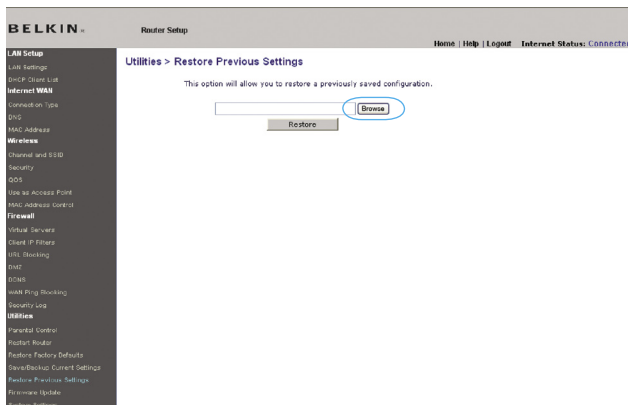 BELKIN®
Router Setup
Home | Help | Logout Internet Status: Connected
LAN Setup
LAN Settings
DHCP Client List
Internet WAN
Connection Type
DNS
MAC Address
Wireless
Channel and SSID
Security
QOS
Use as Access Point
MAC Address Control
Firewall
Virtual Servers
Client IP Filters
URL Blocking
DMZ
DDNS
WAN Ping Blocking
Security Log
Utilities
Parental Control
Restart Router
Restore Factory Defaults
Save/Backup Current Settings
Restore Previous Settings
Firmware Update
System Settings
Utilities > Restore Previous Settings
This option will allow you to restore a previously saved configuration.
Browse
Restore